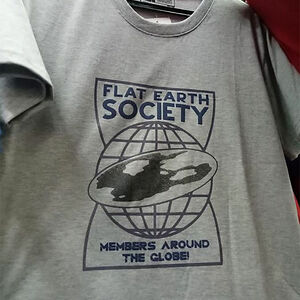 FLAT EARTH
SOCIETY
MEMBERS AROUND
THE GLOBE!